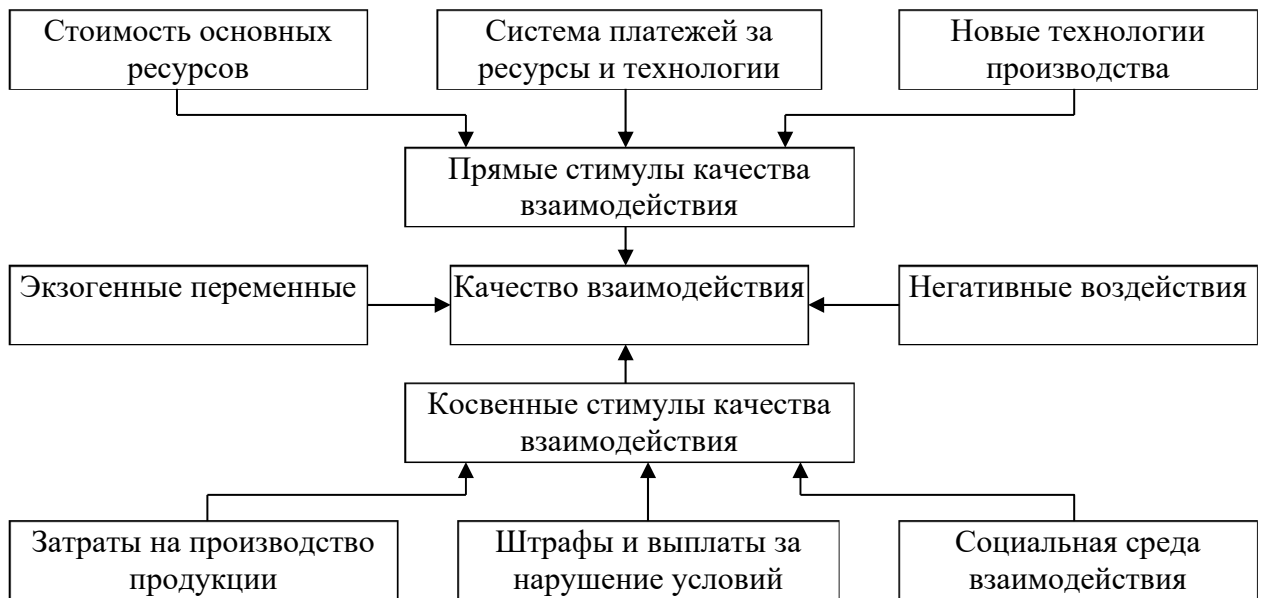 Стоимость основных
ресурсов
Система платежей за
ресурсы и технологии
Новые технологии
производства
Прямые стимулы качества
взаимодействия
Экзогенные переменные
Качество взаимодействия
Негативные воздействия
Косвенные стимулы качества
взаимодействия
Затраты на производство
продукции
Штрафы и выплаты за
нарушение условий
Социальная среда
взаимодействия